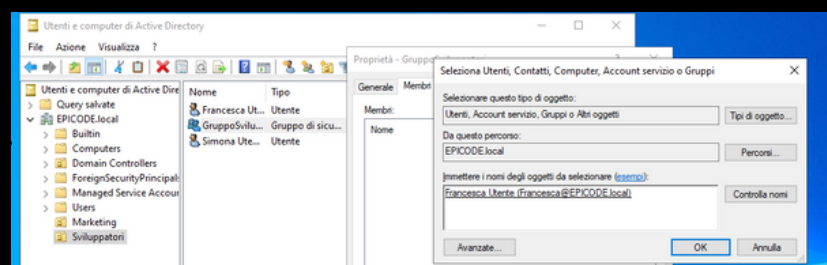 Utenti e computer di Active Directory
File Azione Visualizza ?
Utenti e computer di Active Dire
Query salvate
EPICODE.local
Builtin
Computers
Domain Controllers
ForeignSecurityPrincipal
Managed Service Accour
Users
Marketing
Sviluppatori
Nome Tipo
Francesca Ut... Utente
GruppoSvilu... Gruppo di sicu...
Simona Ute... Utente
Proprietà - Gruppo
Generale Membri
Membri:
Nome
Seleziona Utenti, Contatti, Computer, Account servizio o Gruppi
Selezionare questo tipo di oggetto:
Utenti, Account servizio, Gruppi o Altri oggetti Tipi di oggetto...
Da questo percorso:
EPICODE.local Percorsi...
Immettere i nomi degli oggetti da selezionare (esempi):
Francesca Utente (Francesca@EPICODE.local) Controlla nomi
Avanzate... OK Annulla